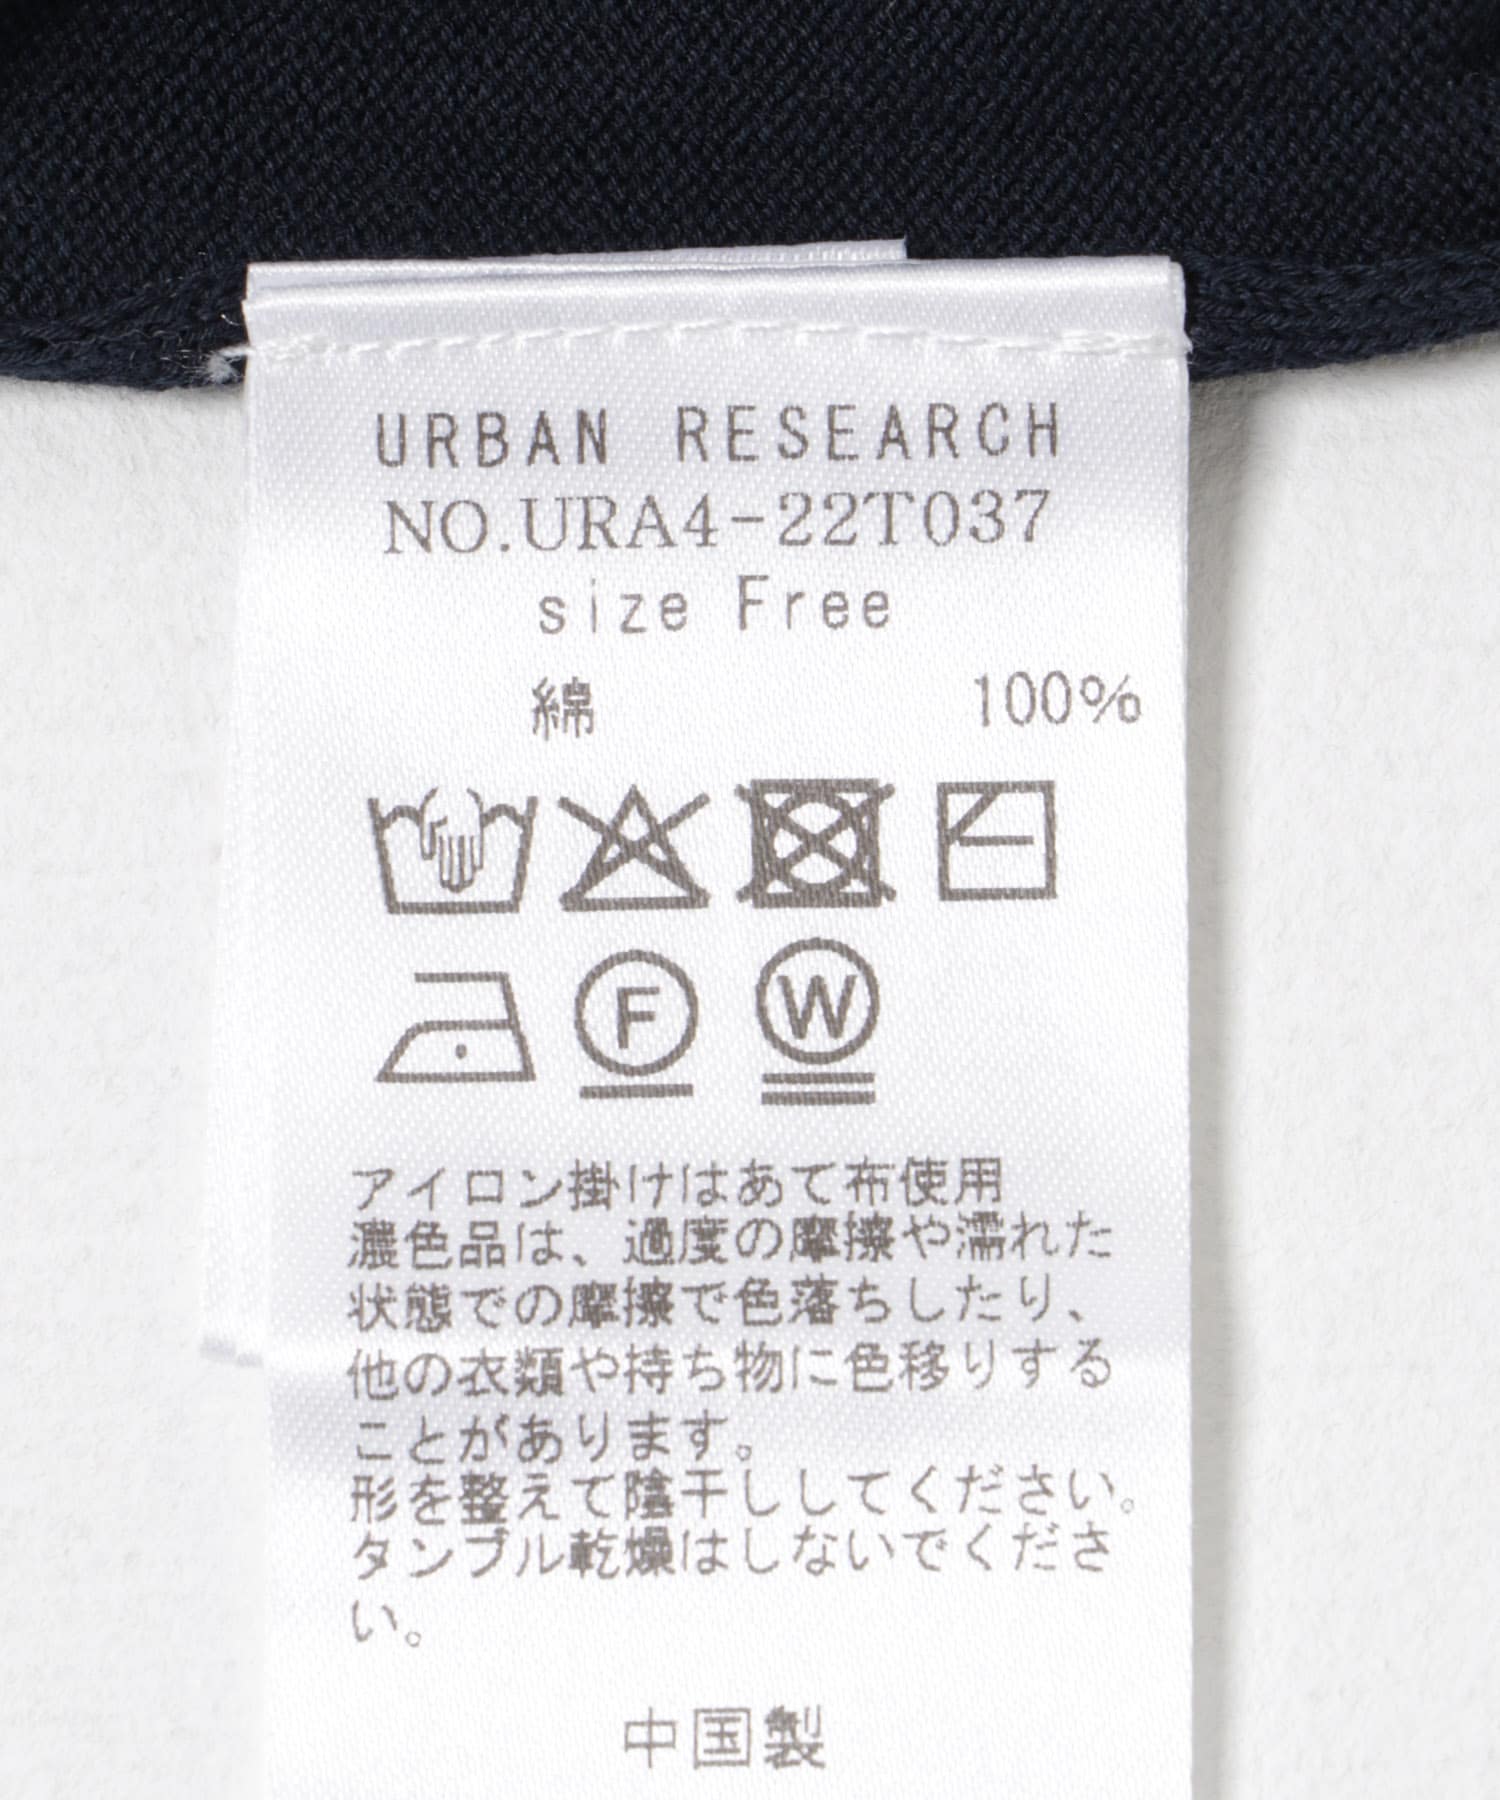 URBAN RESEARCH
NO.URA4-22T037
size Free
綿 100%
F W
アイロン掛けはあて布使用
濃色品は、過度の摩擦や濡れた
状態での摩擦で色落ちしたり、
他の衣類や持ち物に色移りする
ことがあります。
形を整えて陰干ししてください。
タンブル乾燥はしないでくださ
い。
中国製